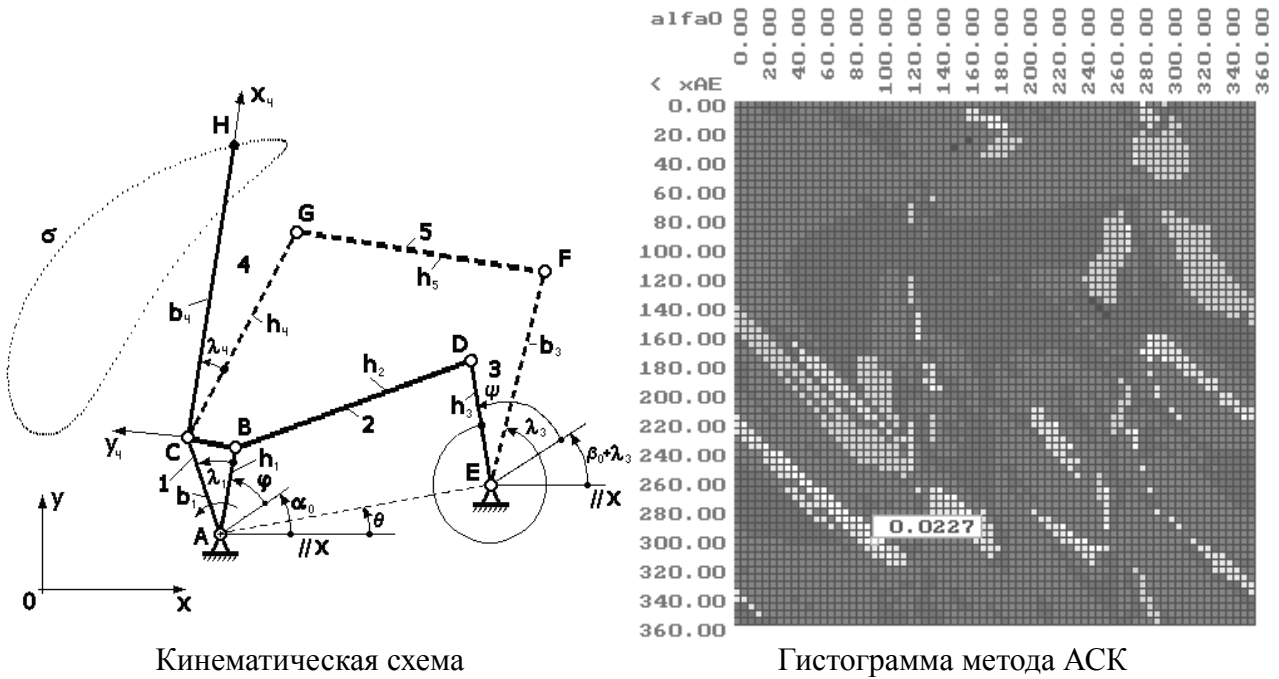 x₄
H
σ
G
5
F
4
h₅
b₄
h₄
b₃
λ₄
D
h₂
3
ψ
h₃
2
λ₃
y₄
C
B
1
h₁
λ₁
φ
b₁
α₀
E
β₀+λ₃
//x
A
θ
//x
y
0
x
Кинематическая схема
alfa0
0.00
20.00
40.00
60.00
80.00
100.00
120.00
140.00
160.00
180.00
200.00
220.00
240.00
260.00
280.00
300.00
320.00
340.00
360.00
< xAE
0.00
20.00
40.00
60.00
80.00
100.00
120.00
140.00
160.00
180.00
200.00
220.00
240.00
260.00
280.00
300.00
320.00
340.00
360.00
0.0227
Гистограмма метода АСК